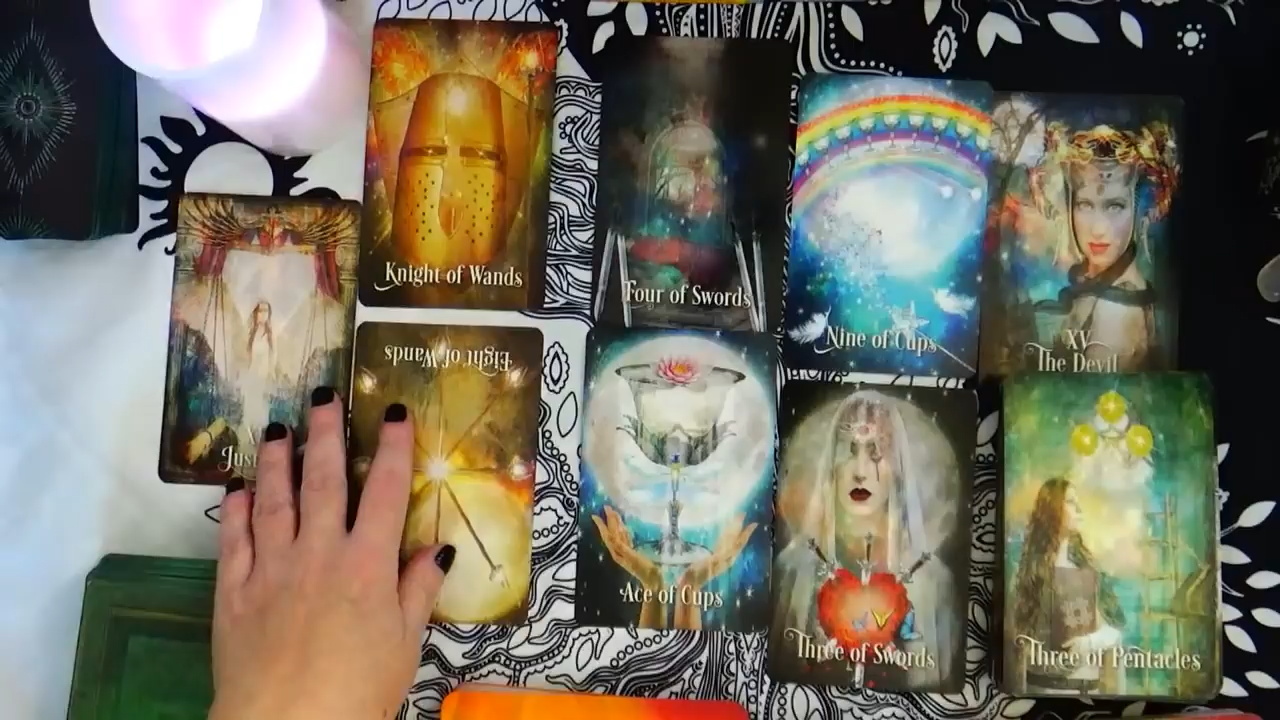 Knight of Wands
Four of Swords
Nine of Cups
XV
The Devil
Just
Eight of Wands
Ace of Cups
Three of Swords
Three of Pentacles